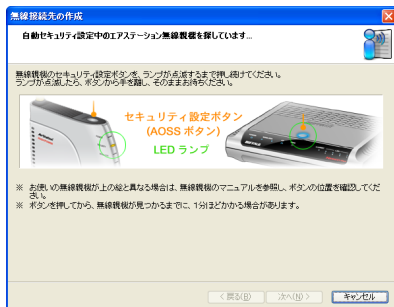 無線接続先の作成
自動セキュリティ設定中のエアステーション無線親機を探しています...
無線親機のセキュリティ設定ボタンを、ランプが点滅するまで押し続けてください。
ランプが点滅したら、ボタンから手を離し、そのままお待ちください。
セキュリティ設定ボタン
(AOSS ボタン)
LED ランプ
※ お使いの無線親機が上の絵と異なる場合は、無線親機のマニュアルを参照し、ボタンの位置を確認してくだ
さい。
※ ボタンを押してから、無線親機が見つかるまでに、1分ほどかかる場合があります。
< 戻る(B) 次へ(N) > キャンセル